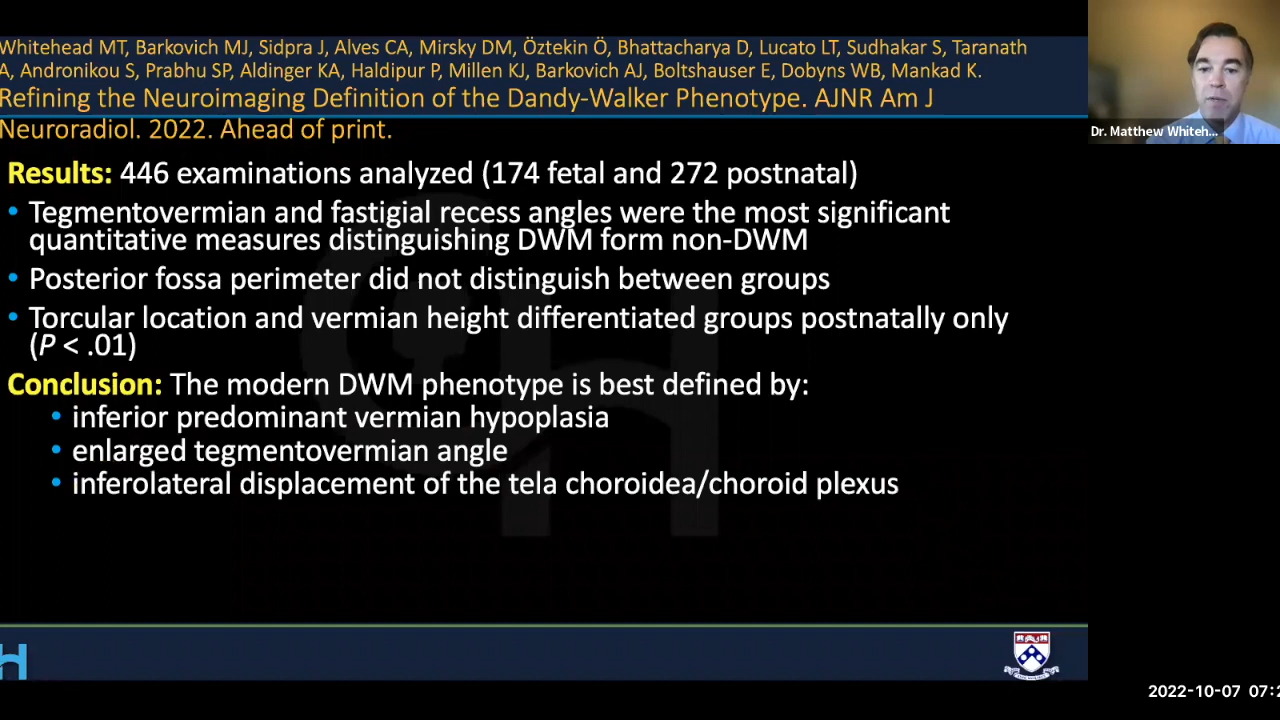 Whitehead MT, Barkovich MJ, Sidpra J, Alves CA, Mirsky DM, Öztekin Ö, Bhattacharya D, Lucato LT, Sudhakar S, Taranath
A, Andronikou S, Prabhu SP, Aldinger KA, Haldipur P, Millen KJ, Barkovich AJ, Boltshauser E, Dobyns WB, Mankad K.
Refining the Neuroimaging Definition of the Dandy-Walker Phenotype. AJNR Am J
Neuroradiol. 2022. Ahead of print.
Dr. Matthew Whiteh...
Results: 446 examinations analyzed (174 fetal and 272 postnatal)
• Tegmentovermian and fastigial recess angles were the most significant
quantitative measures distinguishing DWM form non-DWM
• Posterior fossa perimeter did not distinguish between groups
• Torcular location and vermian height differentiated groups postnatally only
(P < .01)
Conclusion: The modern DWM phenotype is best defined by:
• inferior predominant vermian hypoplasia
• enlarged tegmentovermian angle
• inferolateral displacement of the tela choroidea/choroid plexus
2022-10-07 07:2